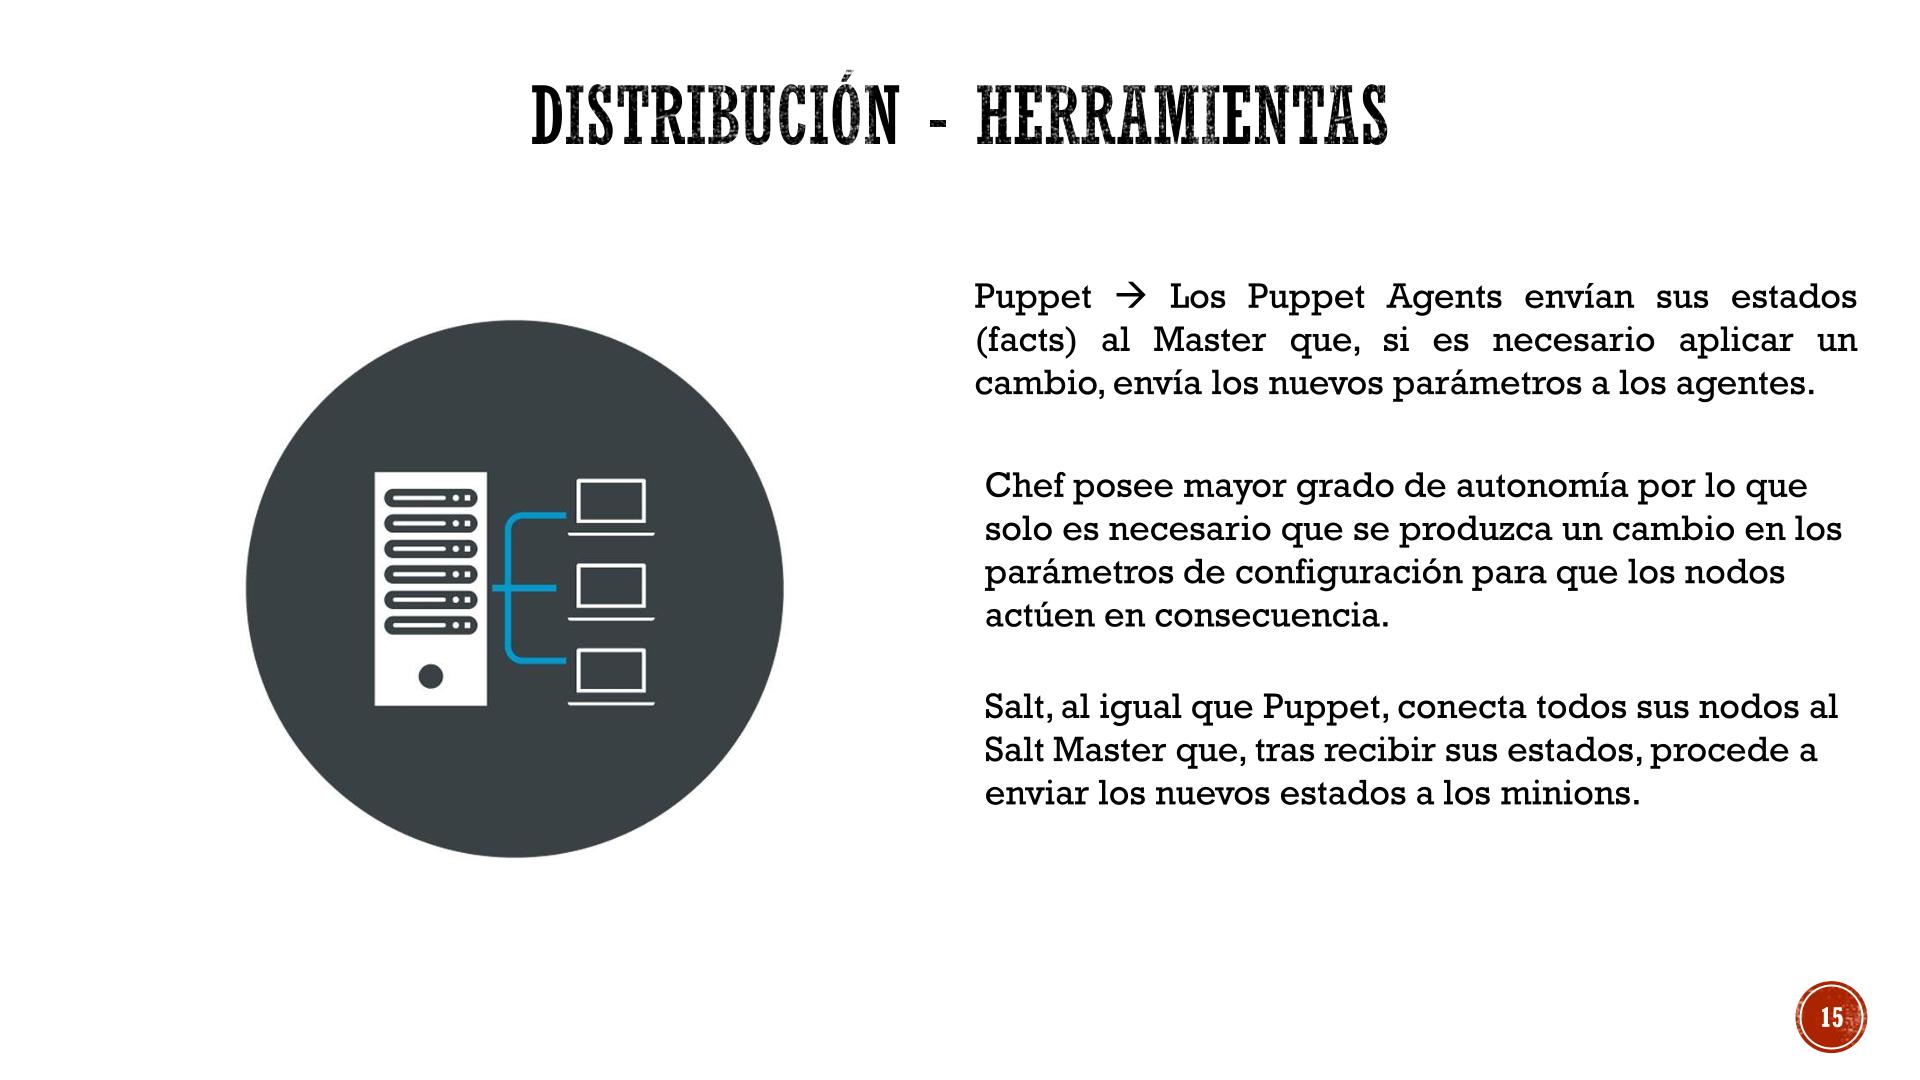 DISTRIBUCIÓN - HERRAMIENTAS
Puppet → Los Puppet Agents envían sus estados
(facts) al Master que, si es necesario aplicar un
cambio, envía los nuevos parámetros a los agentes.
Chef posee mayor grado de autonomía por lo que
solo es necesario que se produzca un cambio en los
parámetros de configuración para que los nodos
actúen en consecuencia.
Salt, al igual que Puppet, conecta todos sus nodos al
Salt Master que, tras recibir sus estados, procede a
enviar los nuevos estados a los minions.
15